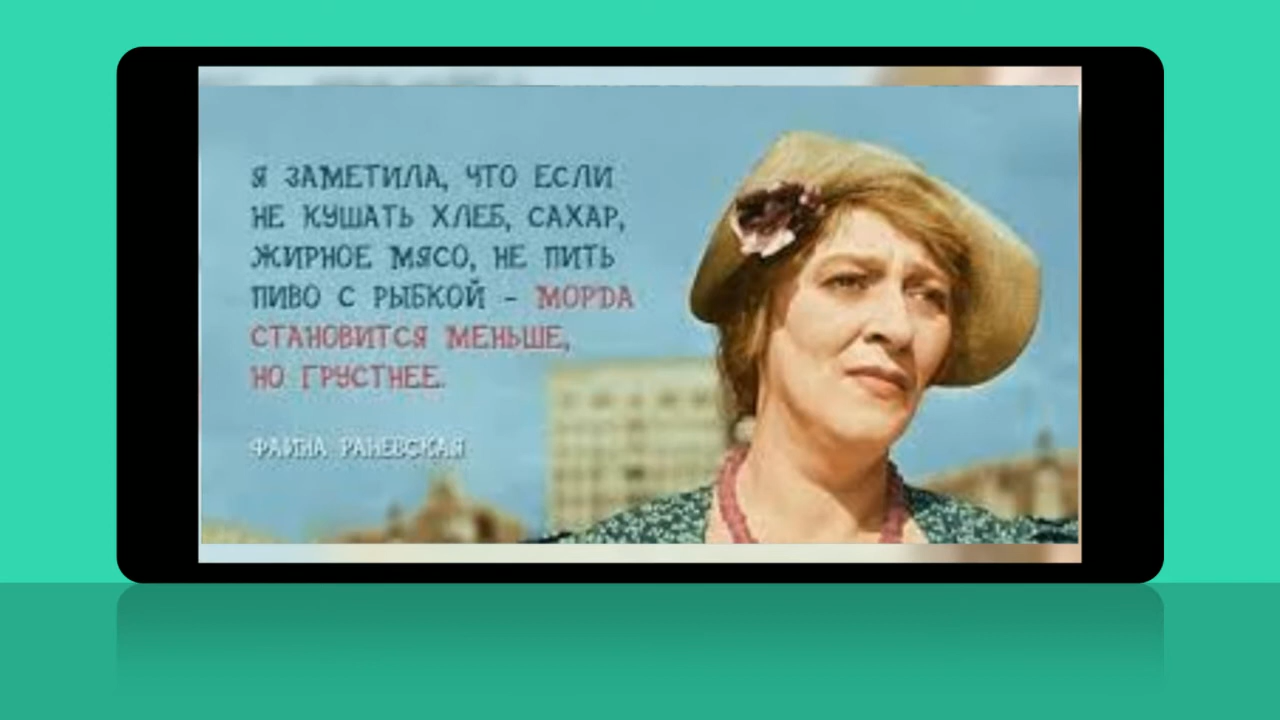 Я ЗАМЕТИЛА, ЧТО ЕСЛИ
НЕ КУШАТЬ ХЛЕБ, САХАР,
ЖИРНОЕ МЯСО, НЕ ПИТЬ
ПИВО С РЫБКОЙ – МОРДА
СТАНОВИТСЯ МЕНЬШЕ,
НО ГРУСТНЕЕ.
ФАИНА РАНЕВСКАЯ